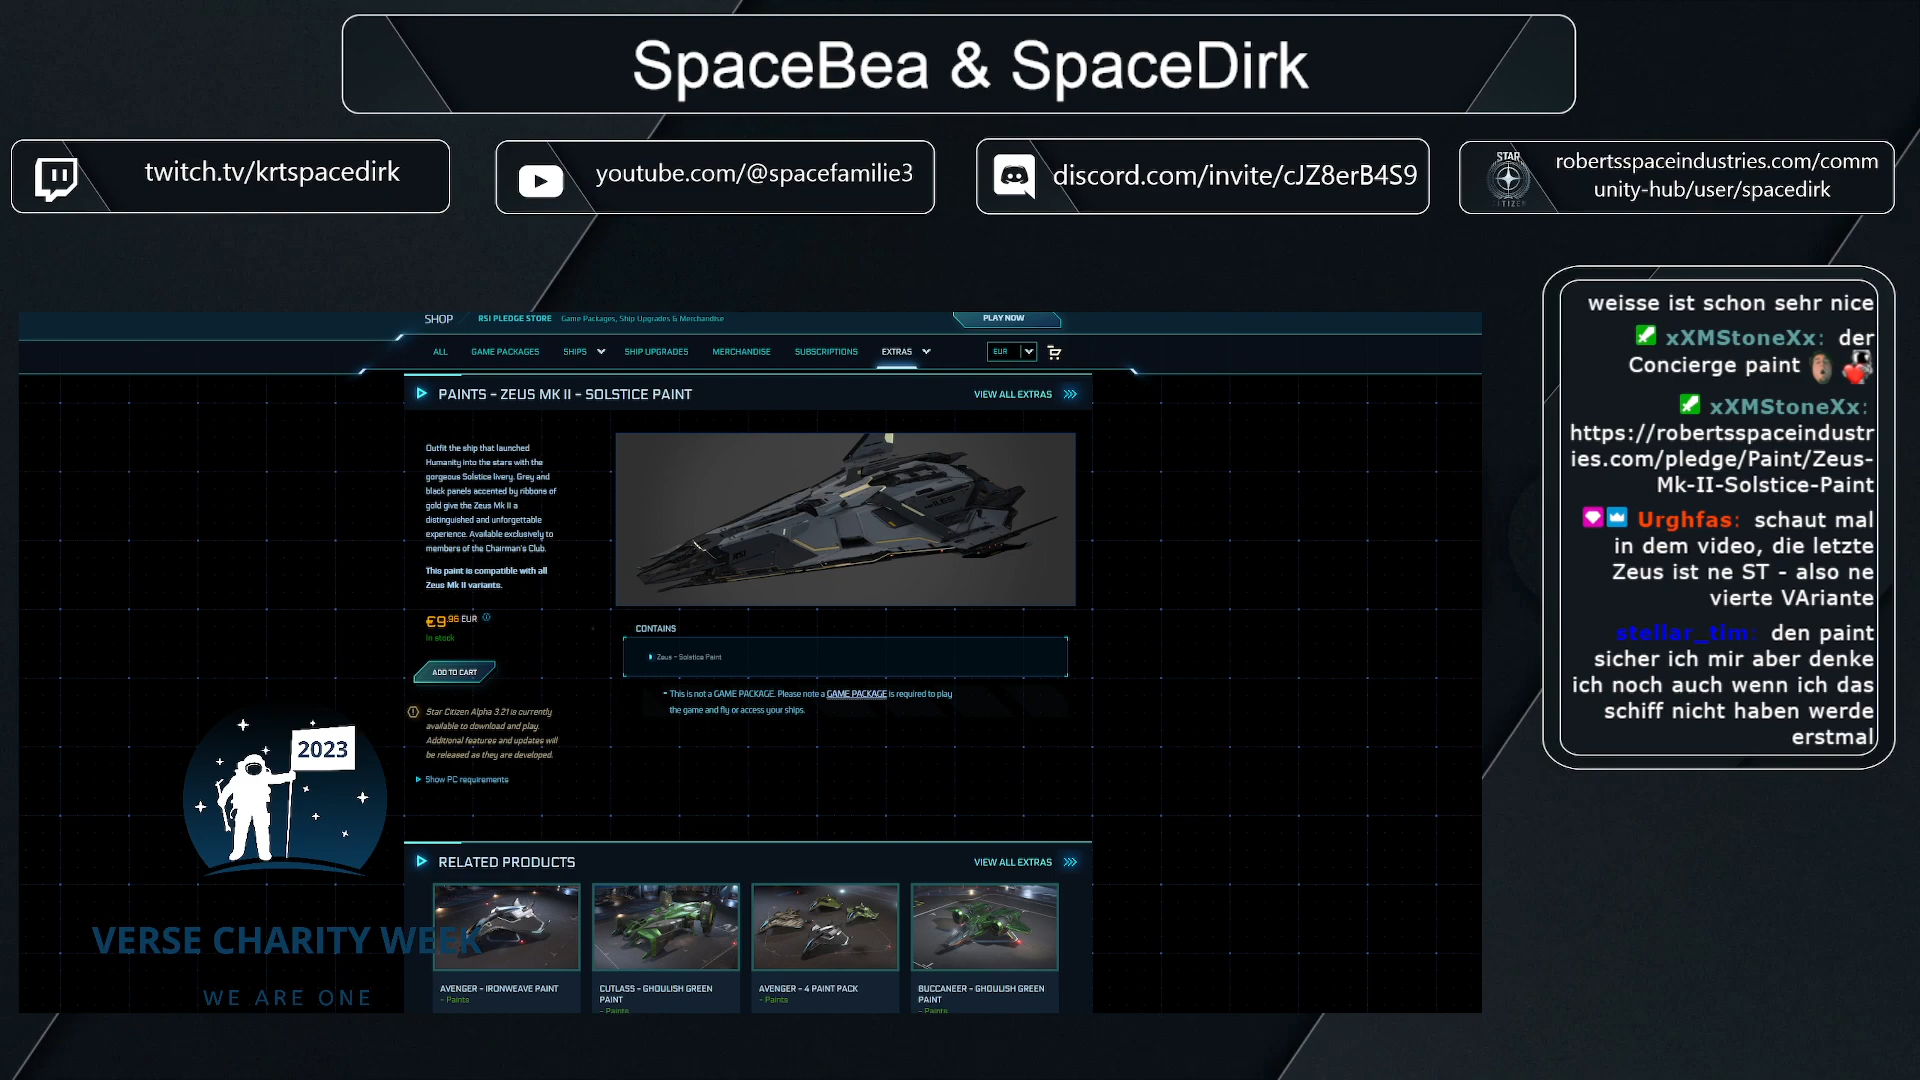 SpaceBea & SpaceDirk
twitch.tv/krtspacedirk
youtube.com/@spacefamilie3
discord.com/invite/cJZ8erB4S9
STAR
CITIZEN
robertsspaceindustries.com/comm
unity-hub/user/spacedirk
SHOP
RSI PLEDGE STORE
Game Packages, Ship Upgrades & Merchandise
PLAY NOW
ALL
GAME PACKAGES
SHIPS
SHIP UPGRADES
MERCHANDISE
SUBSCRIPTIONS
EXTRAS
EUR
PAINTS - ZEUS MK II - SOLSTICE PAINT
VIEW ALL EXTRAS
Outfit the ship that launched
Humanity into the stars with the
gorgeous Solstice livery. Grey and
black panels accented by ribbons of
gold give the Zeus Mk II a
distinguished and unforgettable
experience. Available exclusively to
members of the Chairman's Club.
This paint is compatible with all
Zeus Mk II variants.
€9.96 EUR
In stock
ADD TO CART
Star Citizen Alpha 3.21 is currently
available to download and play.
Additional features and updates will
be released as they are developed.
Show PC requirements
CONTAINS
Zeus - Solstice Paint
- This is not a GAME PACKAGE. Please note a GAME PACKAGE is required to play
the game and fly or access your ships.
2023
VERSE CHARITY WEEK
WE ARE ONE
RELATED PRODUCTS
VIEW ALL EXTRAS
AVENGER - IRONWEAVE PAINT
- Paints
CUTLASS - GHOULISH GREEN
PAINT
- Paints
AVENGER - 4 PAINT PACK
- Paints
BUCCANEER - GHOULISH GREEN
PAINT
- Paints
weisse ist schon sehr nice
xXMStoneXx: der
Concierge paint
xXMStoneXx:
https://robertsspaceindustr
ies.com/pledge/Paint/Zeus-
Mk-II-Solstice-Paint
Urghfas: schaut mal
in dem video, die letzte
Zeus ist ne ST - also ne
vierte VAriante
stellar_tim: den paint
sicher ich mir aber denke
ich noch auch wenn ich das
schiff nicht haben werde
erstmal